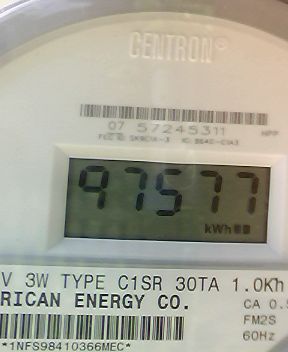 CENTRON®
07 57245311 HPP
97577
kWh
V 3W TYPE C1SR 30TA 1.0Kh
RICAN ENERGY CO.
CA 0.5
FM2S
*1NFS98410366MEC* 60Hz